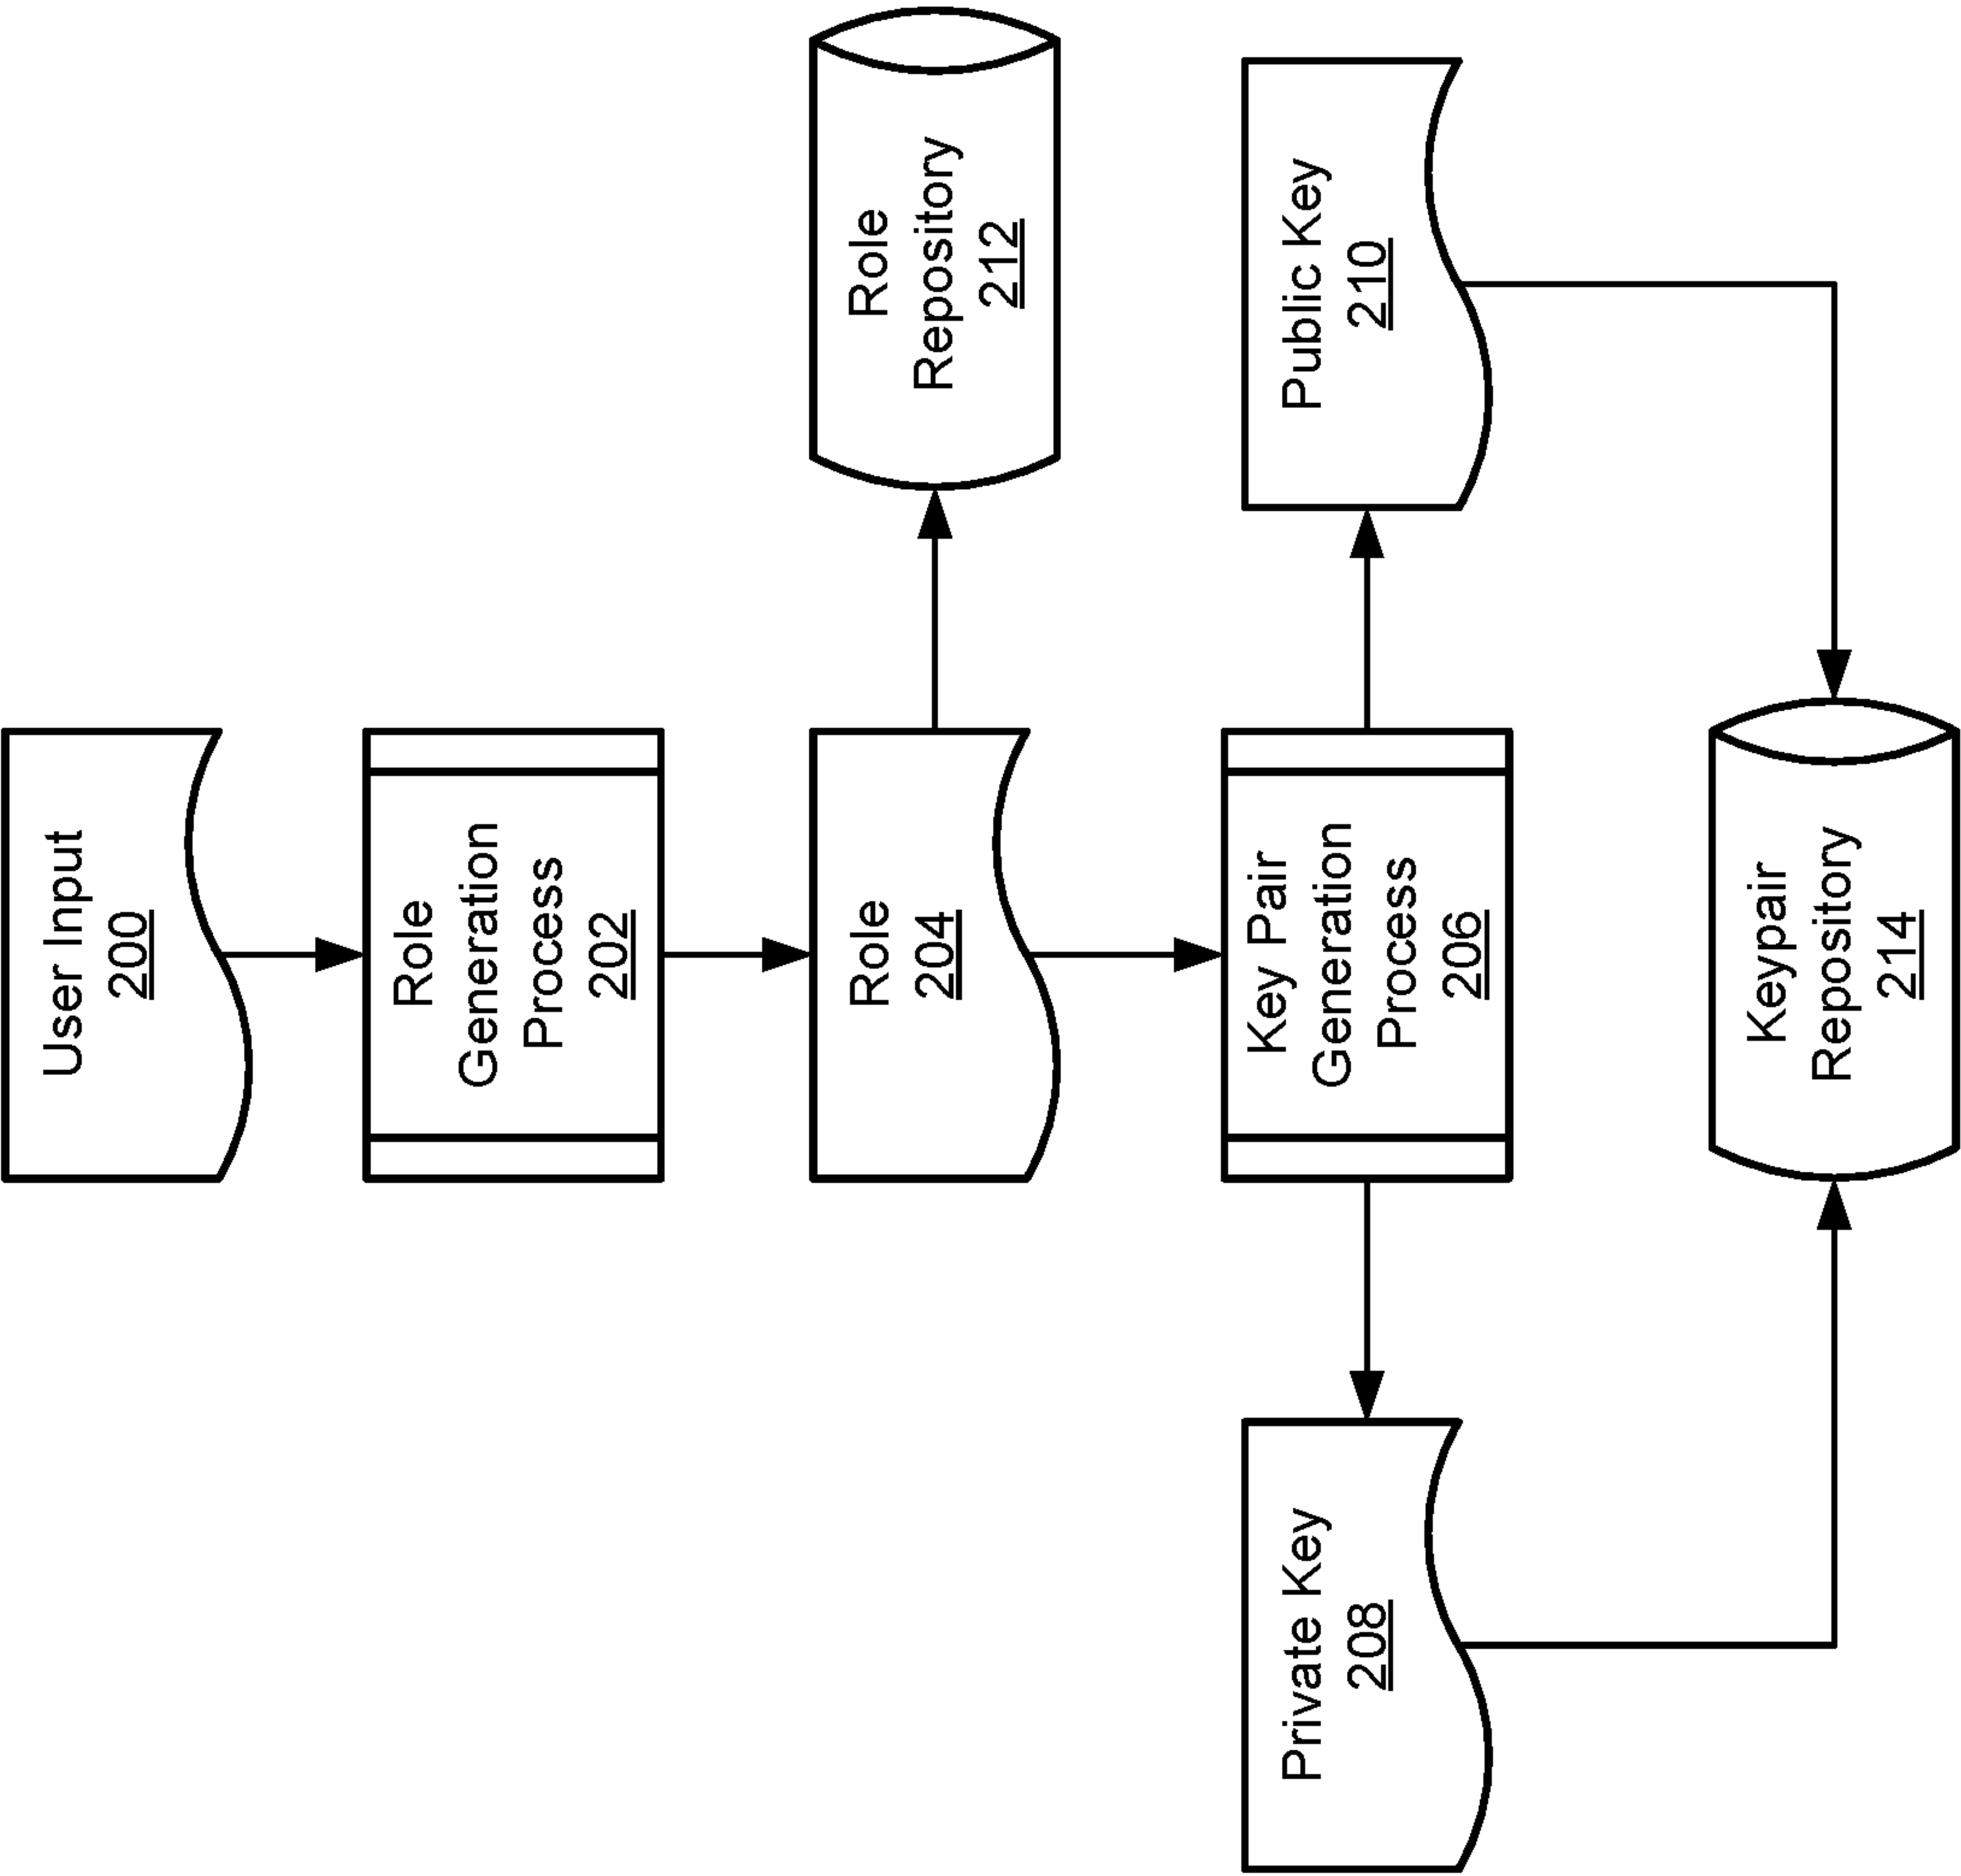 User Input
200
Role
Generation
Process
202
Role
204
Role
Repository
212
Key Pair
Generation
Process
206
Private Key
208
Public Key
210
Keypair
Repository
214